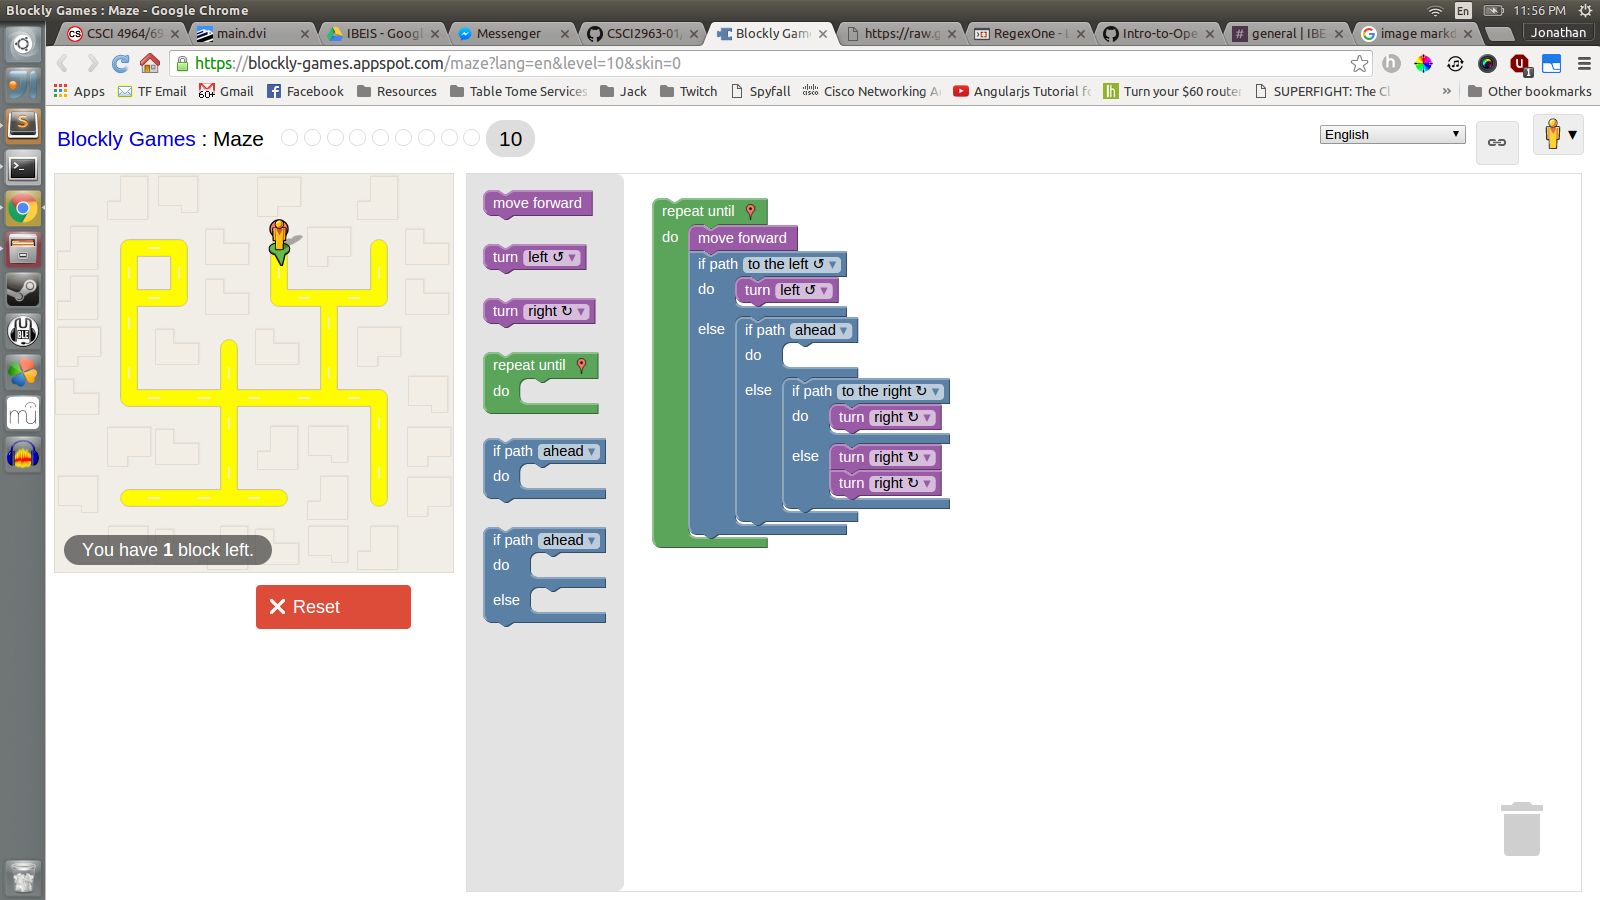 Blockly Games : Maze - Google Chrome
En
11:56 PM
CSCI 4964/69
main.dvi
IBEIS - Googl
Messenger
CSCI2963-01
Blockly Gam
https://raw.g
RegexOne - L
Intro-to-Ope
general | IBE
image markd
Jonathan
https://blockly-games.appspot.com/maze?lang=en&level=10&skin=0
Apps
TF Email
Gmail
Facebook
Resources
Table Tome Services
Jack
Twitch
Spyfall
Cisco Networking A
Angularjs Tutorial fo
Turn your $60 router
SUPERFIGHT: The Cl
»
Other bookmarks
Blockly Games : Maze
10
English
move forward
turn left ↺ ▾
turn right ↻ ▾
repeat until
do
if path ahead ▾
do
if path ahead ▾
do
else
repeat until
do
move forward
if path to the left ↺ ▾
do
turn left ↺ ▾
else
if path ahead ▾
do
else
if path to the right ↻ ▾
do
turn right ↻ ▾
else
turn right ↻ ▾
turn right ↻ ▾
You have 1 block left.
Reset